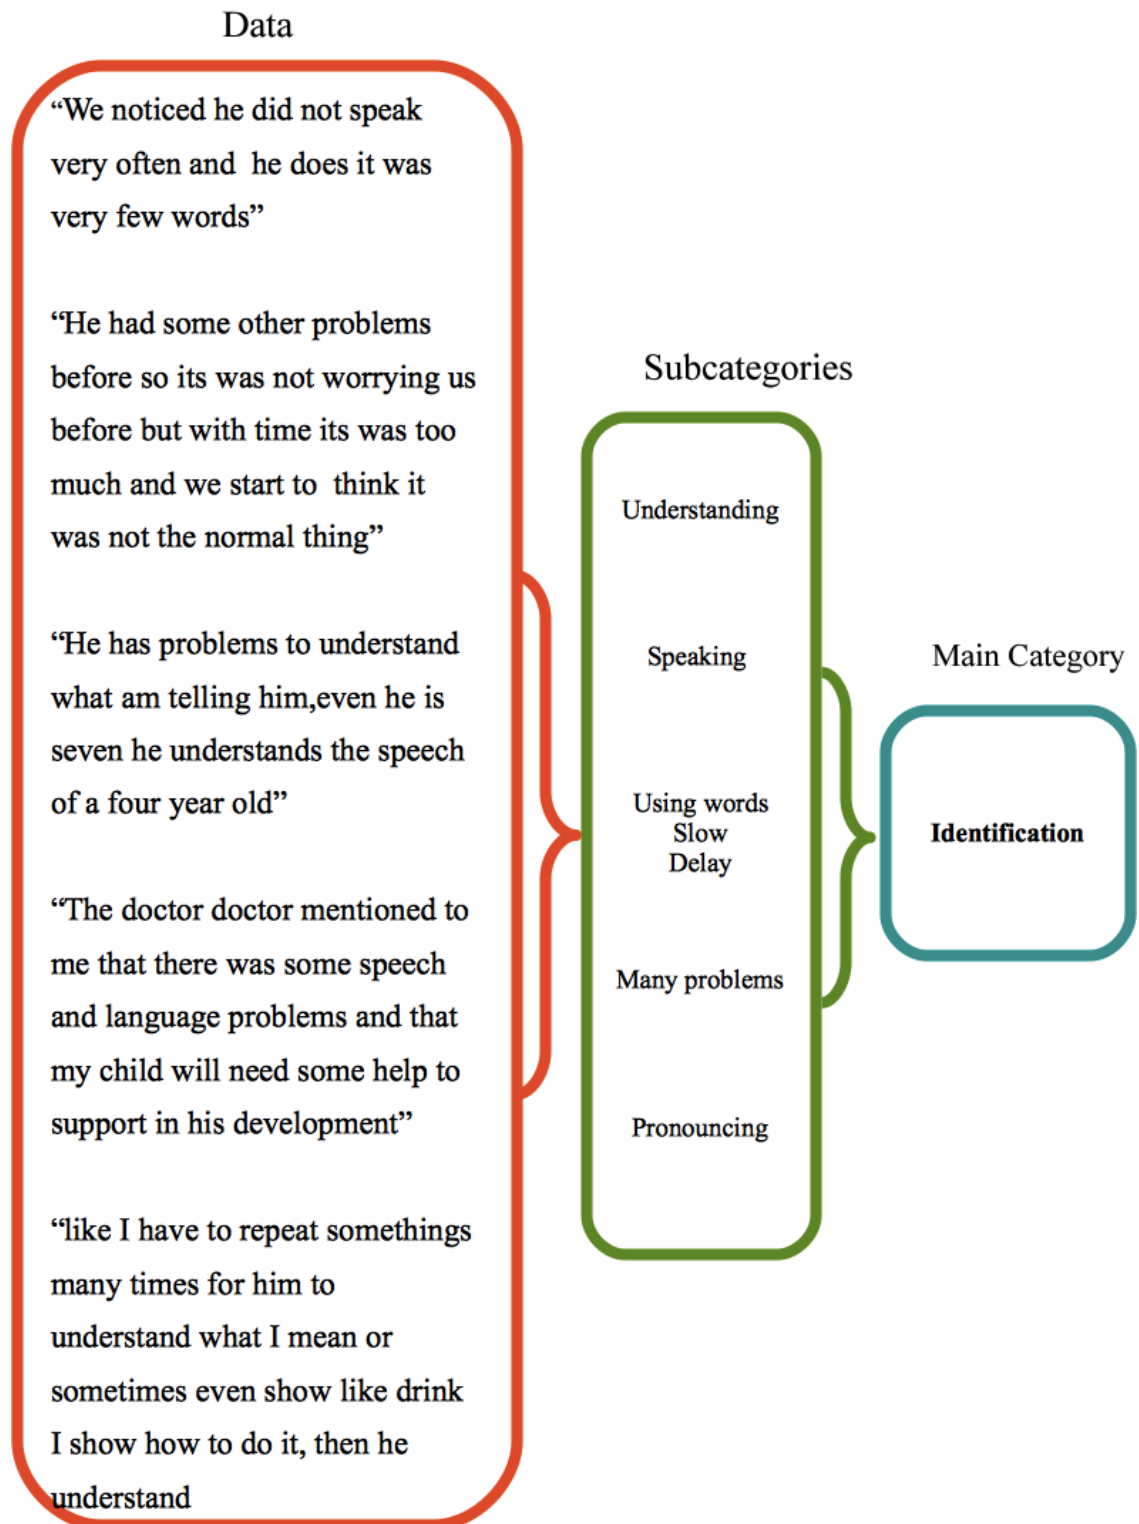 Data
“We noticed he did not speak
very often and  he does it was
very few words”
“He had some other problems
before so its was not worrying us
before but with time its was too
much and we start to  think it
was not the normal thing”
“He has problems to understand
what am telling him,even he is
seven he understands the speech
of a four year old”
“The doctor doctor mentioned to
me that there was some speech
and language problems and that
my child will need some help to
support in his development”
“like I have to repeat somethings
many times for him to
understand what I mean or
sometimes even show like drink
I show how to do it, then he
understand
Subcategories
Understanding
Speaking
Using words
Slow
Delay
Many problems
Pronouncing
Main Category
Identification